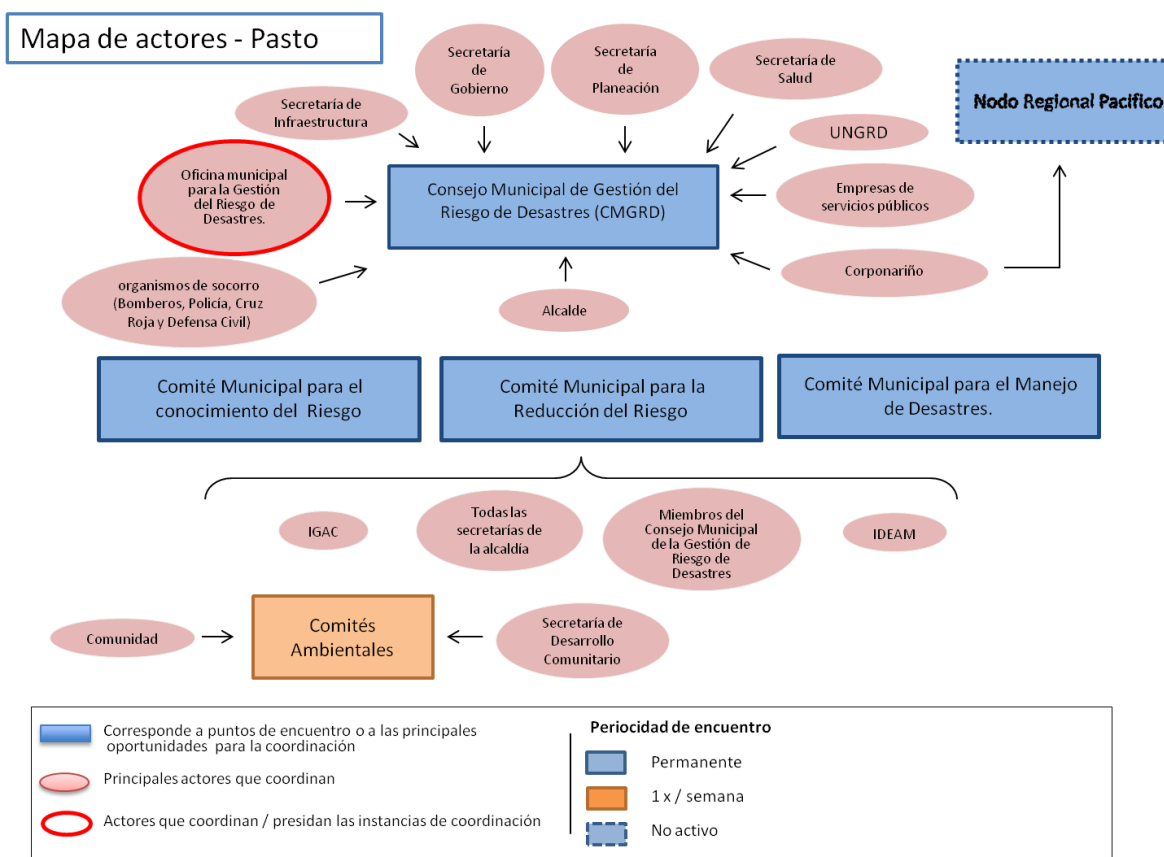 Mapa de actores - Pasto
Secretaría
de
Gobierno
Secretaría
de
Planeación
Secretaría de
Salud
Nodo Regional Pacifico
Secretaría de
Infraestructura
UNGRD
Oficina municipal
para la Gestión
del Riesgo de
Desastres.
Consejo Municipal de Gestión del
Riesgo de Desastres (CMGRD)
Empresas de
servicios públicos
Corponariño
organismos de socorro
(Bomberos, Policía, Cruz
Roja y Defensa Civil)
Alcalde
Comité Municipal para el
conocimiento del Riesgo
Comité Municipal para la
Reducción del Riesgo
Comité Municipal para el Manejo
de Desastres.
IGAC
Todas las
secretarías de
la alcaldía
Miembros del
Consejo Municipal
de la Gestión de
Riesgo de
Desastres
IDEAM
Comunidad
Comités
Ambientales
Secretaría de
Desarrollo
Comunitario
Corresponde a puntos de encuentro o a las principales
oportunidades para la coordinación
Principales actores que coordinan
Actores que coordinan / presidan las instancias de coordinación
Periocidad de encuentro
Permanente
1 x / semana
No activo